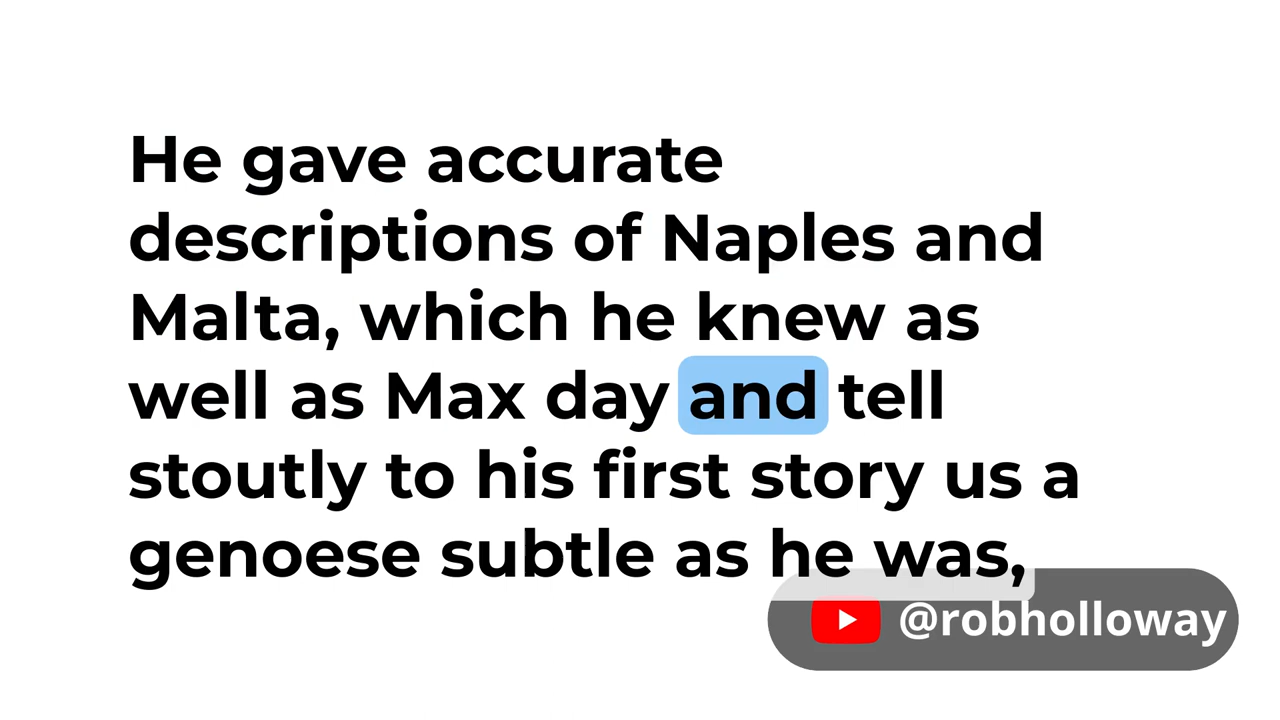 He gave accurate
descriptions of Naples and
Malta, which he knew as
well as Max day and tell
stoutly to his first story us a
genoese subtle as he was,
@robholloway